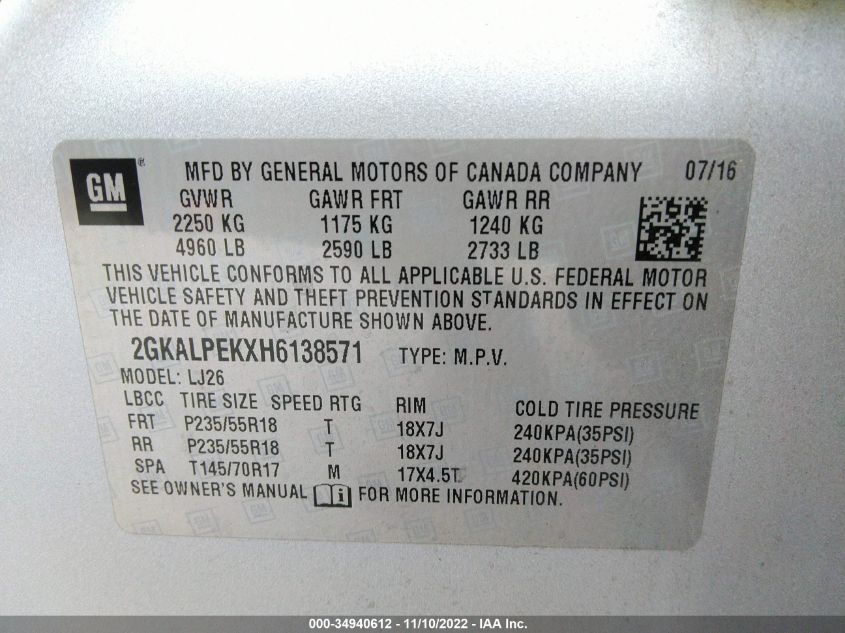 GM® MFD BY GENERAL MOTORS OF CANADA COMPANY 07/16
GVWR GAWR FRT GAWR RR
2250 KG 1175 KG 1240 KG
4960 LB 2590 LB 2733 LB
THIS VEHICLE CONFORMS TO ALL APPLICABLE U.S. FEDERAL MOTOR
VEHICLE SAFETY AND THEFT PREVENTION STANDARDS IN EFFECT ON
THE DATE OF MANUFACTURE SHOWN ABOVE.
2GKALPEKXH6138571 TYPE: M.P.V.
MODEL: LJ26
LBCC TIRE SIZE SPEED RTG RIM COLD TIRE PRESSURE
FRT P235/55R18 T 18X7J 240KPA(35PSI)
RR P235/55R18 T 18X7J 240KPA(35PSI)
SPA T145/70R17 M 17X4.5T 420KPA(60PSI)
SEE OWNER'S MANUAL i FOR MORE INFORMATION.
000-34940612 - 11/10/2022 - IAA Inc.